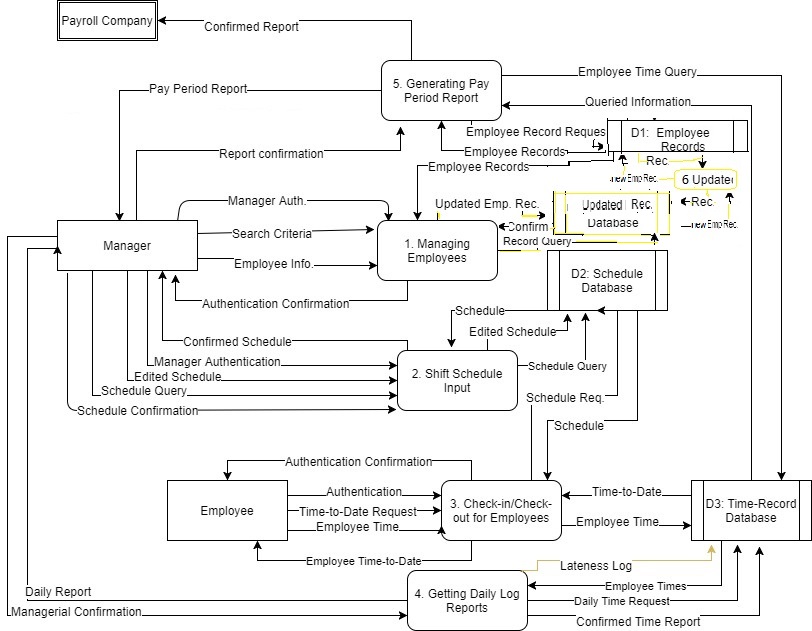 Payroll Company
Confirmed Report
5. Generating Pay
Period Report
Employee Time Query
Pay Period Report
Queried Information
Employee Record Reques
D1: Employee
Records
Report confirmation
Employee Records
Employee Records
Rec.
new Emp Rec.
6 Updated
Manager Auth.
Updated Emp. Rec.
Updated Rec.
Database
Rec.
new Emp Rec.
Confirm
Search Criteria
Record Query
Manager
1. Managing
Employees
Employee Info.
D2: Schedule
Database
Authentication Confirmation
Schedule
Edited Schedule
Confirmed Schedule
Manager Authentication
Schedule Query
2. Shift Schedule
Input
Edited Schedule
Schedule Query
Schedule Req.
Schedule Confirmation
Schedule
Authentication Confirmation
Authentication
Time-to-Date
Employee
Time-to-Date Request
3. Check-in/Check-
out for Employees
D3: Time-Record
Database
Employee Time
Employee Time
Employee Time-to-Date
Lateness Log
Daily Report
4. Getting Daily Log
Reports
Employee Times
Daily Time Request
Managerial Confirmation
Confirmed Time Report